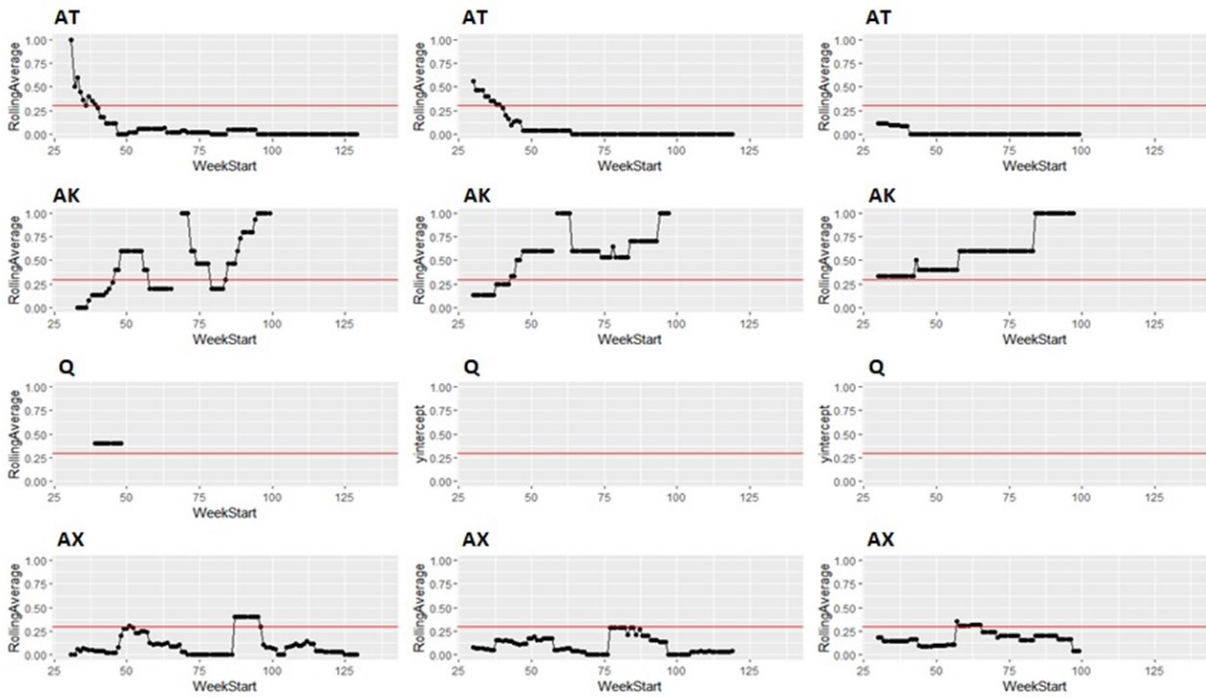 AT AT AT
1.00 1.00 1.00
0.75 0.75 0.75
0.50 0.50 0.50
0.25 0.25 0.25
0.00 0.00 0.00
RollingAverage RollingAverage RollingAverage
25 50 75 100 125 25 50 75 100 125 25 50 75 100 125
WeekStart WeekStart WeekStart
AK AK AK
1.00 1.00 1.00
0.75 0.75 0.75
0.50 0.50 0.50
0.25 0.25 0.25
0.00 0.00 0.00
RollingAverage RollingAverage RollingAverage
25 50 75 100 125 25 50 75 100 125 25 50 75 100 125
WeekStart WeekStart WeekStart
Q Q Q
1.00 1.00 1.00
0.75 0.75 0.75
0.50 0.50 0.50
0.25 0.25 0.25
0.00 0.00 0.00
RollingAverage yintercept yintercept
25 50 75 100 125 25 50 75 100 125 25 50 75 100 125
WeekStart
AX AX AX
1.00 1.00 1.00
0.75 0.75 0.75
0.50 0.50 0.50
0.25 0.25 0.25
0.00 0.00 0.00
RollingAverage RollingAverage RollingAverage
25 50 75 100 125 25 50 75 100 125 25 50 75 100 125
WeekStart WeekStart WeekStart